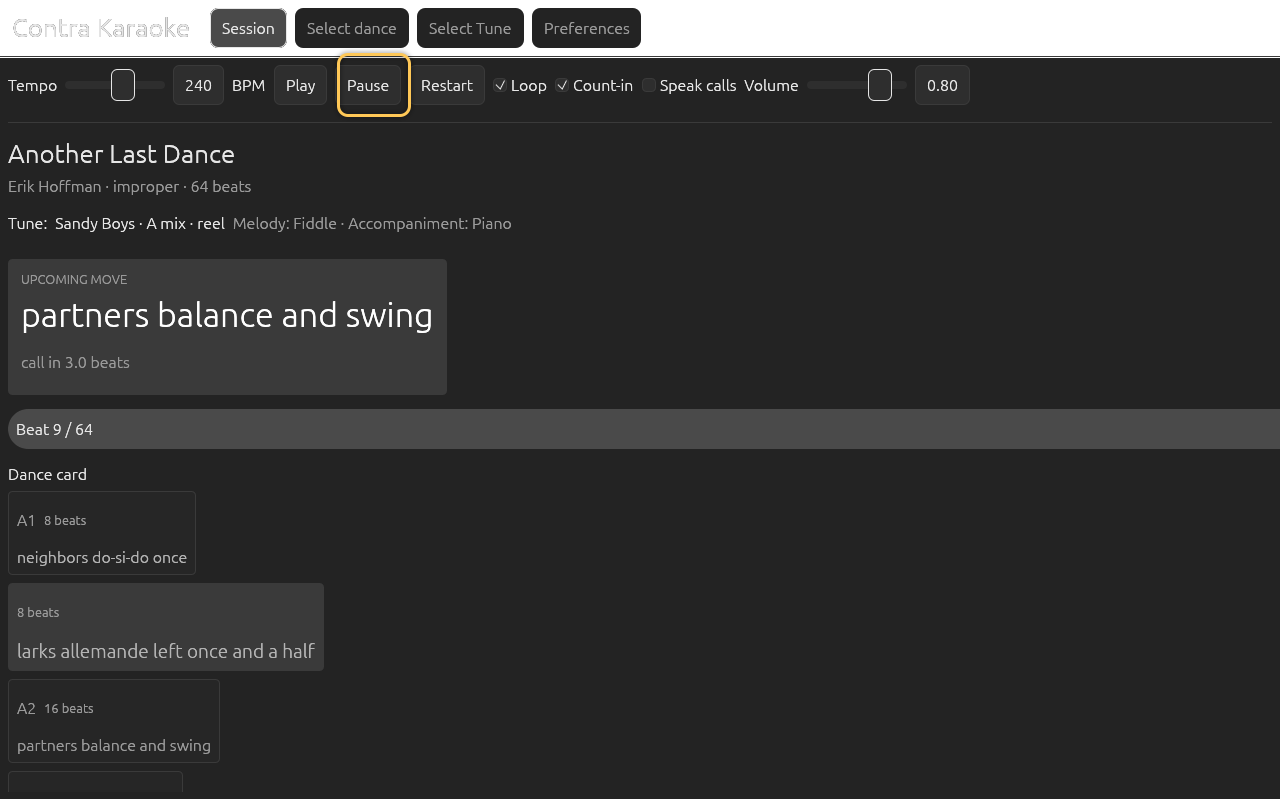 Contra Karaoke Session Select dance Select Tune Preferences
Tempo 240 BPM Play Pause Restart Loop Count-in Speak calls Volume 0.80
Another Last Dance
Erik Hoffman · improper · 64 beats
Tune: Sandy Boys · A mix · reel Melody: Fiddle · Accompaniment: Piano
UPCOMING MOVE
partners balance and swing
call in 3.0 beats
Beat 9 / 64
Dance card
A1 8 beats
neighbors do-si-do once
8 beats
larks allemande left once and a half
A2 16 beats
partners balance and swing